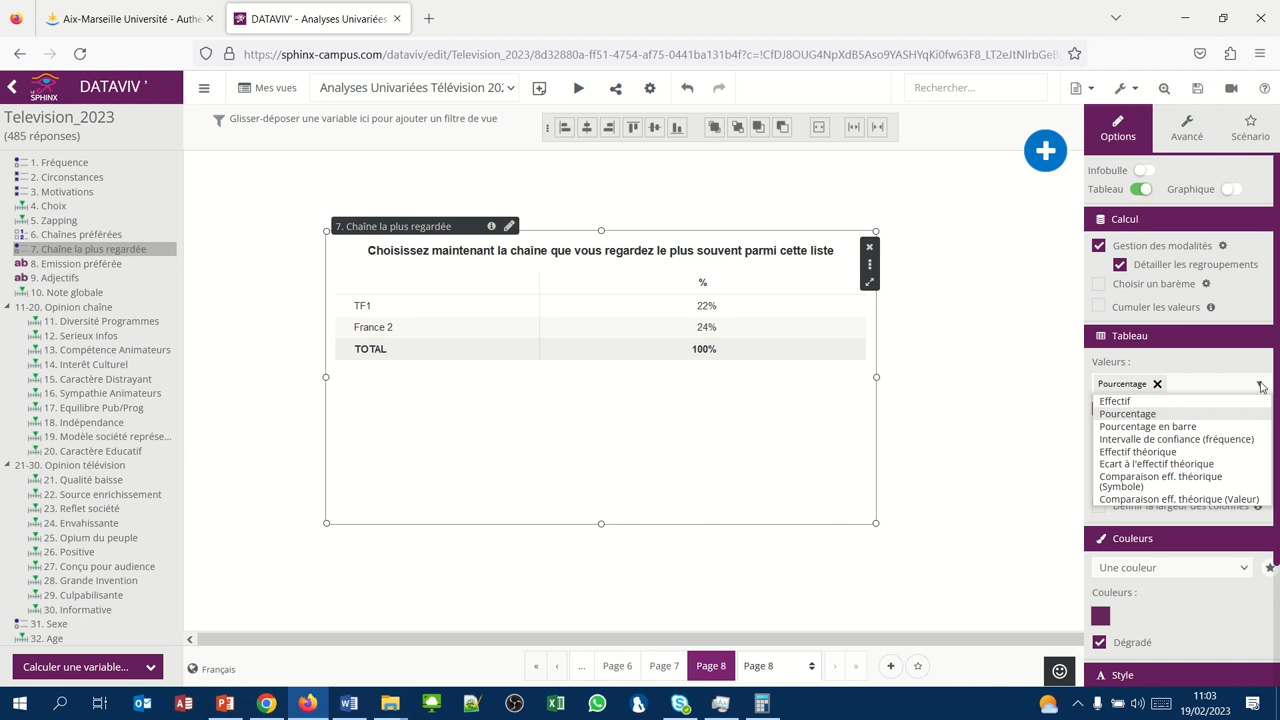 Aix-Marseille Université - Authe
DATAVIV' - Analyses Univariées
https://sphinx-campus.com/dataviv/edit/Television_2023/8d32880a-ff51-4754-af75-0441ba131b4f?c=!CfDJ8OUG4NpXdB5Aso9YASHYqKi0fw63F8_LT2eJtNlrbGeB
LE SPHINX
DATAVIV '
Mes vues
Analyses Univariées Télévision 202
Rechercher...
Television_2023
(485 réponses)
Glisser-déposer une variable ici pour ajouter un filtre de vue
Options
Avancé
Scénario
1. Fréquence
2. Circonstances
3. Motivations
4. Choix
5. Zapping
6. Chaînes préférées
7. Chaîne la plus regardée
8. Emission préférée
9. Adjectifs
10. Note globale
11-20. Opinion chaîne
11. Diversité Programmes
12. Serieux Infos
13. Compétence Animateurs
14. Interêt Culturel
15. Caractère Distrayant
16. Sympathie Animateurs
17. Equilibre Pub/Prog
18. Indépendance
19. Modèle société représe...
20. Caractère Educatif
21-30. Opinion télévision
21. Qualité baisse
22. Source enrichissement
23. Reflet société
24. Envahissante
25. Opium du peuple
26. Positive
27. Conçu pour audience
28. Grande Invention
29. Culpabilisante
30. Informative
31. Sexe
32. Age
Calculer une variable...
7. Chaîne la plus regardée
Choisissez maintenant la chaîne que vous regardez le plus souvent parmi cette liste
%
TF1 22%
France 2 24%
TOTAL 100%
Infobulle
Tableau
Graphique
Calcul
Gestion des modalités
Détailler les regroupements
Choisir un barème
Cumuler les valeurs
Tableau
Valeurs :
Pourcentage
Effectif
Pourcentage
Pourcentage en barre
Intervalle de confiance (fréquence)
Effectif théorique
Ecart à l'effectif théorique
Comparaison eff. théorique
(Symbole)
Comparaison eff. théorique (Valeur)
Définir la largeur des colonnes
Couleurs
Une couleur
Couleurs :
Dégradé
Style
Français
« ‹ ... Page 6 Page 7 Page 8 Page 8 › »
11:03
19/02/2023